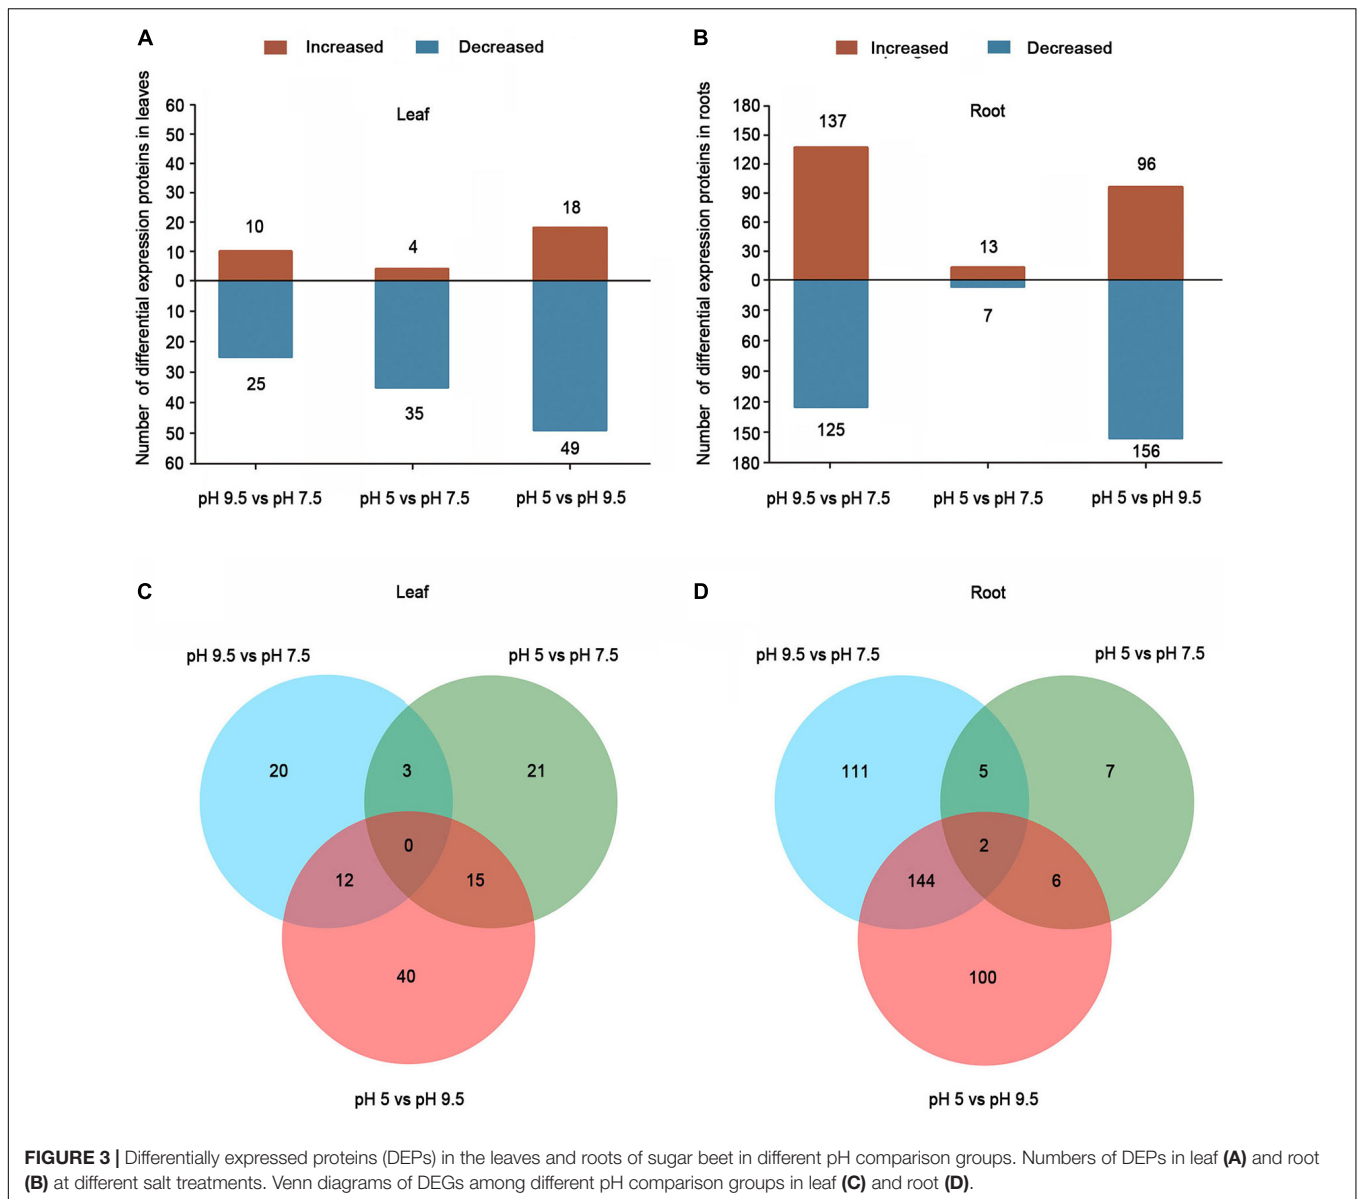 A
Increased
Decreased
Number of differential expression proteins in leaves
Leaf
60
50
40
30
20
10
0
10
20
30
40
50
60
10
4
18
25
35
49
pH 9.5 vs pH 7.5
pH 5 vs pH 7.5
pH 5 vs pH 9.5
B
Increased
Decreased
Number of differential expression proteins in roots
Root
180
150
120
90
60
30
0
30
60
90
120
150
180
137
13
96
125
7
156
pH 9.5 vs pH 7.5
pH 5 vs pH 7.5
pH 5 vs pH 9.5
C
Leaf
pH 9.5 vs pH 7.5
pH 5 vs pH 7.5
20
3
21
0
12
15
40
pH 5 vs pH 9.5
D
Root
pH 9.5 vs pH 7.5
pH 5 vs pH 7.5
111
5
7
2
144
6
100
pH 5 vs pH 9.5
FIGURE 3 | Differentially expressed proteins (DEPs) in the leaves and roots of sugar beet in different pH comparison groups. Numbers of DEPs in leaf (A) and root
(B) at different salt treatments. Venn diagrams of DEGs among different pH comparison groups in leaf (C) and root (D).